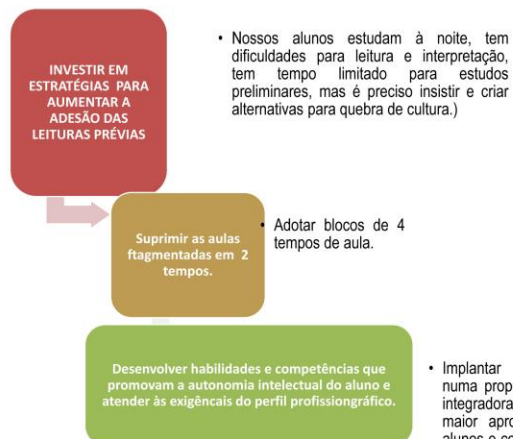 INVESTIR EM
ESTRATÉGIAS PARA
AUMENTAR A
ADESÃO DAS
LEITURAS PRÉVIAS
• Nossos alunos estudam à noite, tem
dificuldades para leitura e interpretação,
tem tempo limitado para estudos
preliminares, mas é preciso insistir e criar
alternativas para quebra de cultura.)
Suprimir as aulas
ftagmentadas em 2
tempos.
• Adotar blocos de 4
tempos de aula.
Desenvolver habilidades e competências que
promovam a autonomia intelectual do aluno e
atender às exigêncais do perfil profissiongráfico.
• Implantar
numa
integradora
maior
alunos